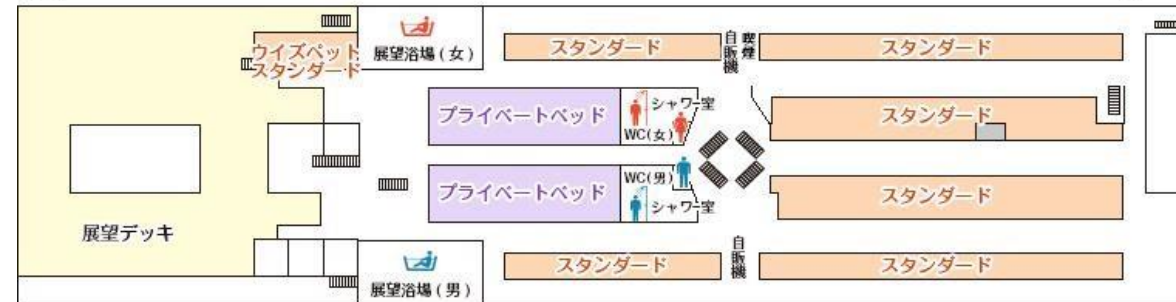 ウイズペット
スタンダード
展望浴場(女)
スタンダード
自販機
喫煙
スタンダード
プライベートベッド
シャワー室
WC(女)
スタンダード
プライベートベッド
WC(男)
シャワー室
スタンダード
展望デッキ
展望浴場(男)
スタンダード
自販機
スタンダード